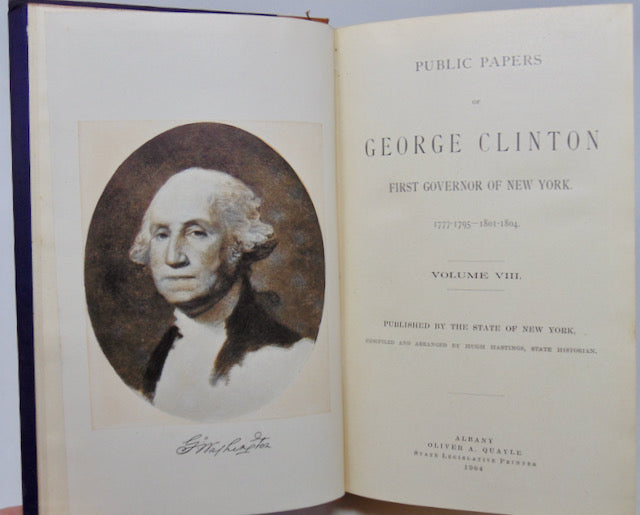 PUBLIC PAPERS
OF
GEORGE CLINTON
FIRST GOVERNOR OF NEW YORK.
1777-1795—1801-1804.
VOLUME VIII.
PUBLISHED BY THE STATE OF NEW YORK,
COMPILED AND ARRANGED BY HUGH HASTINGS, STATE HISTORIAN.
ALBANY
OLIVER A. QUAYLE
STATE LEGISLATIVE PRINTER
1904
G Washington